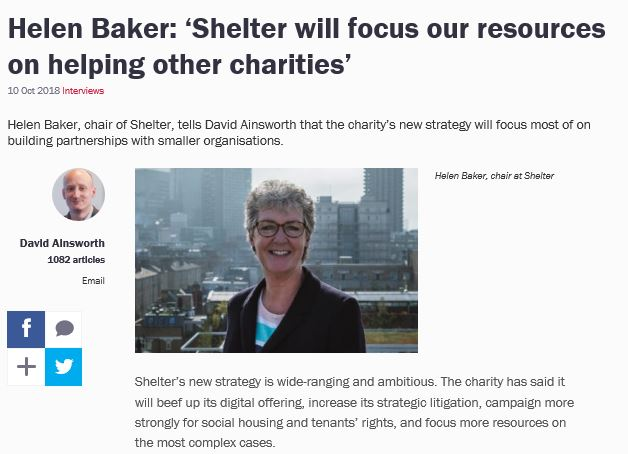 Helen Baker: ‘Shelter will focus our resources
on helping other charities’
10 Oct 2018 Interviews
Helen Baker, chair of Shelter, tells David Ainsworth that the charity’s new strategy will focus most of on
building partnerships with smaller organisations.
Helen Baker, chair at Shelter
David Ainsworth
1082 articles
Email
f
Shelter’s new strategy is wide-ranging and ambitious. The charity has said it
will beef up its digital offering, increase its strategic litigation, campaign more
strongly for social housing and tenants’ rights, and focus more resources on
the most complex cases.